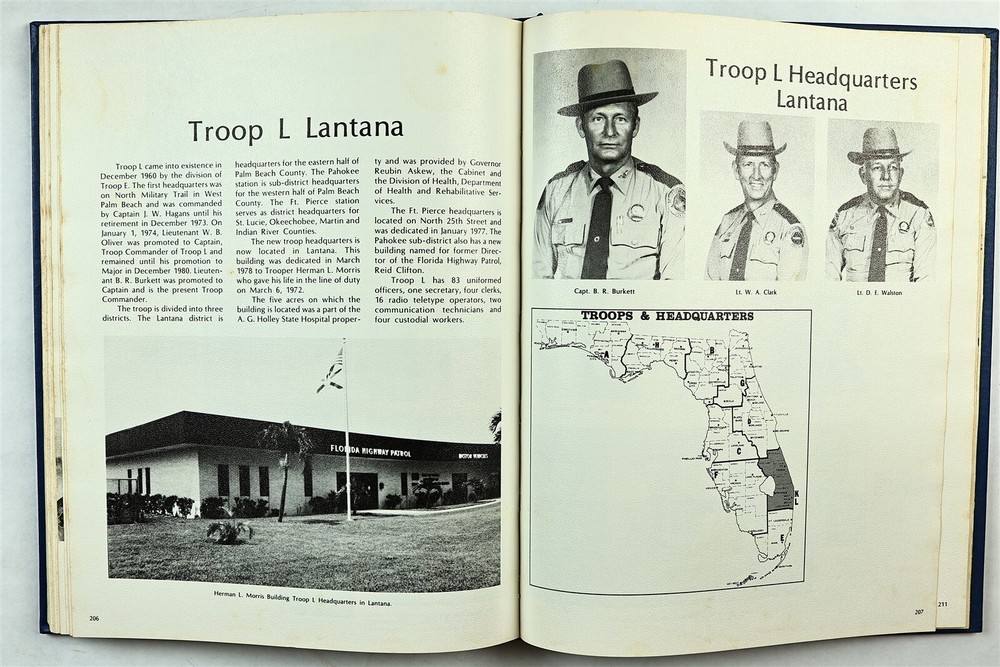 Troop L Lantana
Troop L came into existence in
December 1960 by the division of
Troop E. The first headquarters was
on North Military Trail in West
Palm Beach and was commanded
by Captain J. W. Hagans until his
retirement in December 1973. On
January 1, 1974, Lieutenant W. B.
Oliver was promoted to Captain,
Troop Commander of Troop L and
remained until his promotion to
Major in December 1980. Lieuten-
ant B. R. Burkett was promoted to
Captain and is the present Troop
Commander.
The troop is divided into three
districts. The Lantana district is
headquarters for the eastern half of
Palm Beach County. The Pahokee
station is sub-district headquarters
for the western half of Palm Beach
County. The Ft. Pierce station
serves as district headquarters for
St. Lucie, Okeechobee, Martin and
Indian River Counties.
The new troop headquarters is
now located in Lantana. This
building was dedicated in March
1978 to Trooper Herman L. Morris
who gave his life in the line of duty
on March 6, 1972.
The five acres on which the
building is located was a part of the
A. G. Holley State Hospital proper-
ty and was provided by Governor
Reubin Askew, the Cabinet and
the Division of Health, Department
of Health and Rehabilitative Ser-
vices.
The Ft. Pierce headquarters is
located on North 25th Street and
was dedicated in January 1977. The
Pahokee sub-district also has a new
building named for former Direc-
tor of the Florida Highway Patrol,
Reid Clifton.
Troop L has 83 uniformed
officers, one secretary, four clerks,
16 radio teletype operators, two
communication technicians and
four custodial workers.
FLORIDA HIGHWAY PATROL
MOTOR VEHICLES
Herman L. Morris Building Troop L Headquarters in Lantana.
206
Troop L Headquarters
Lantana
Capt. B. R. Burkett
Lt. W. A. Clark
Lt. D. E. Walston
TROOPS & HEADQUARTERS
A
H
B
G
D
C
F
K
L
E
207
211